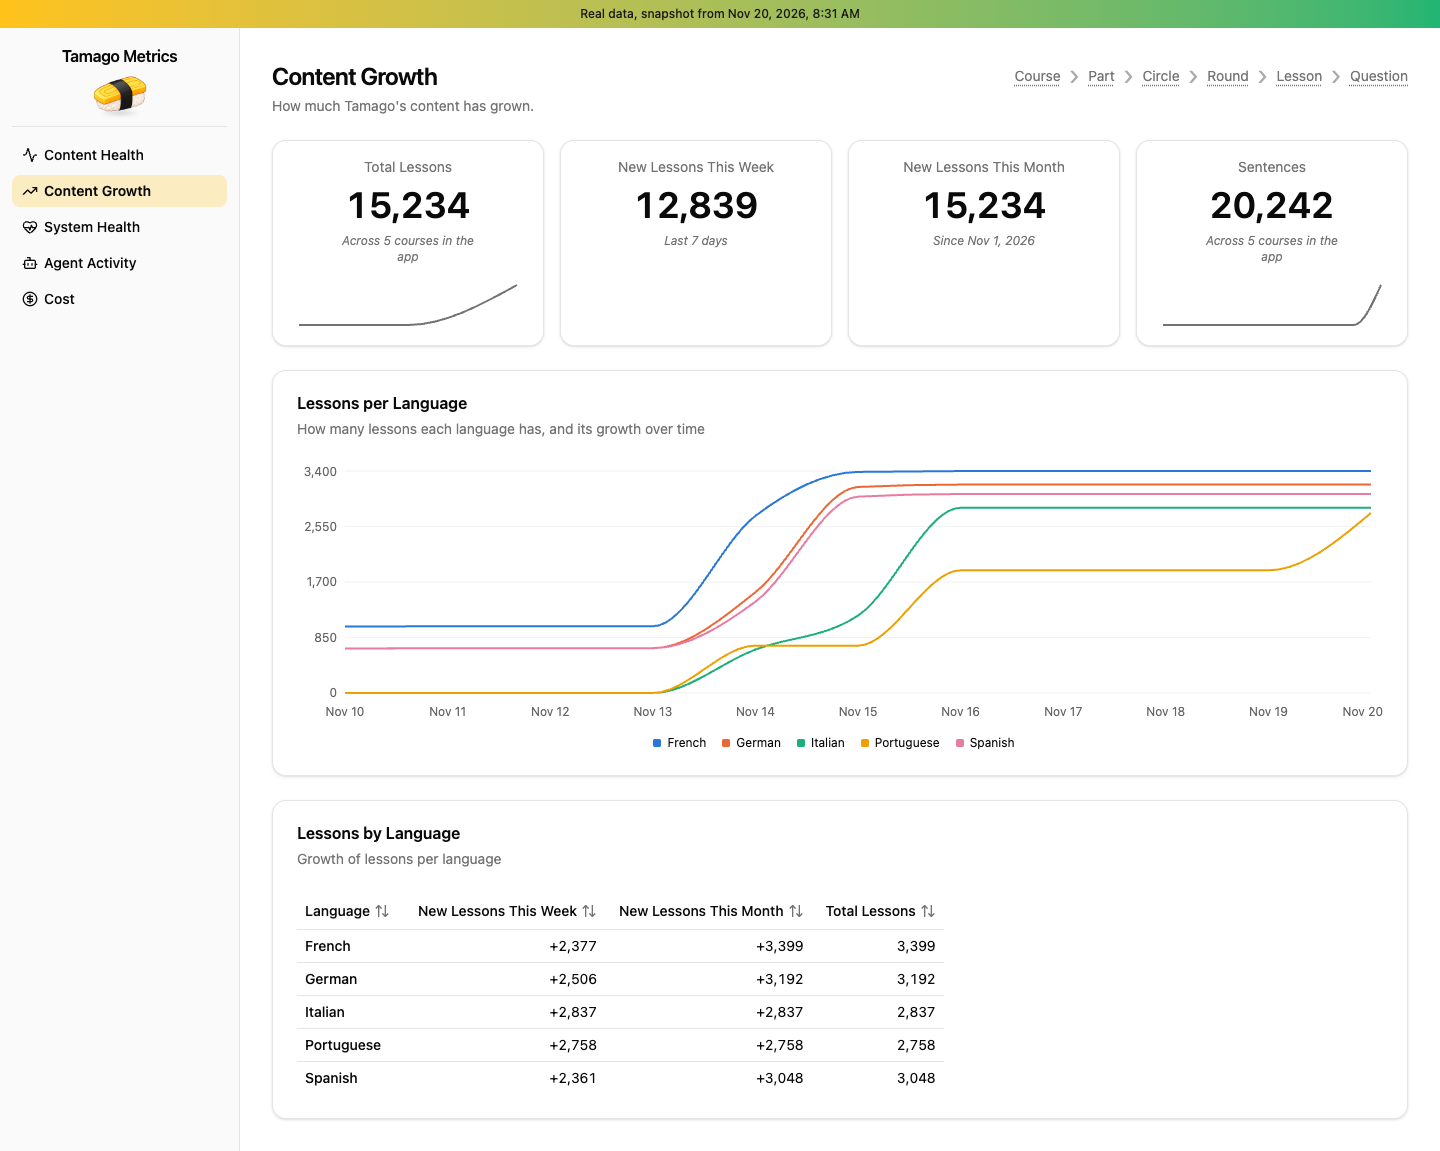 Real data, snapshot from Nov 20, 2026, 8:31 AM
Tamago Metrics
Content Health
Content Growth
System Health
Agent Activity
Cost
Content Growth
How much Tamago's content has grown.
Course Part Circle Round Lesson Question
Total Lessons
15,234
Across 5 courses in the
app
New Lessons This Week
12,839
Last 7 days
New Lessons This Month
15,234
Since Nov 1, 2026
Sentences
20,242
Across 5 courses in the
app
Lessons per Language
How many lessons each language has, and its growth over time
3,400
2,550
1,700
850
0
Nov 10 Nov 11 Nov 12 Nov 13 Nov 14 Nov 15 Nov 16 Nov 17 Nov 18 Nov 19 Nov 20
French German Italian Portuguese Spanish
Lessons by Language
Growth of lessons per language
Language New Lessons This Week New Lessons This Month Total Lessons
French +2,377 +3,399 3,399
German +2,506 +3,192 3,192
Italian +2,837 +2,837 2,837
Portuguese +2,758 +2,758 2,758
Spanish +2,361 +3,048 3,048